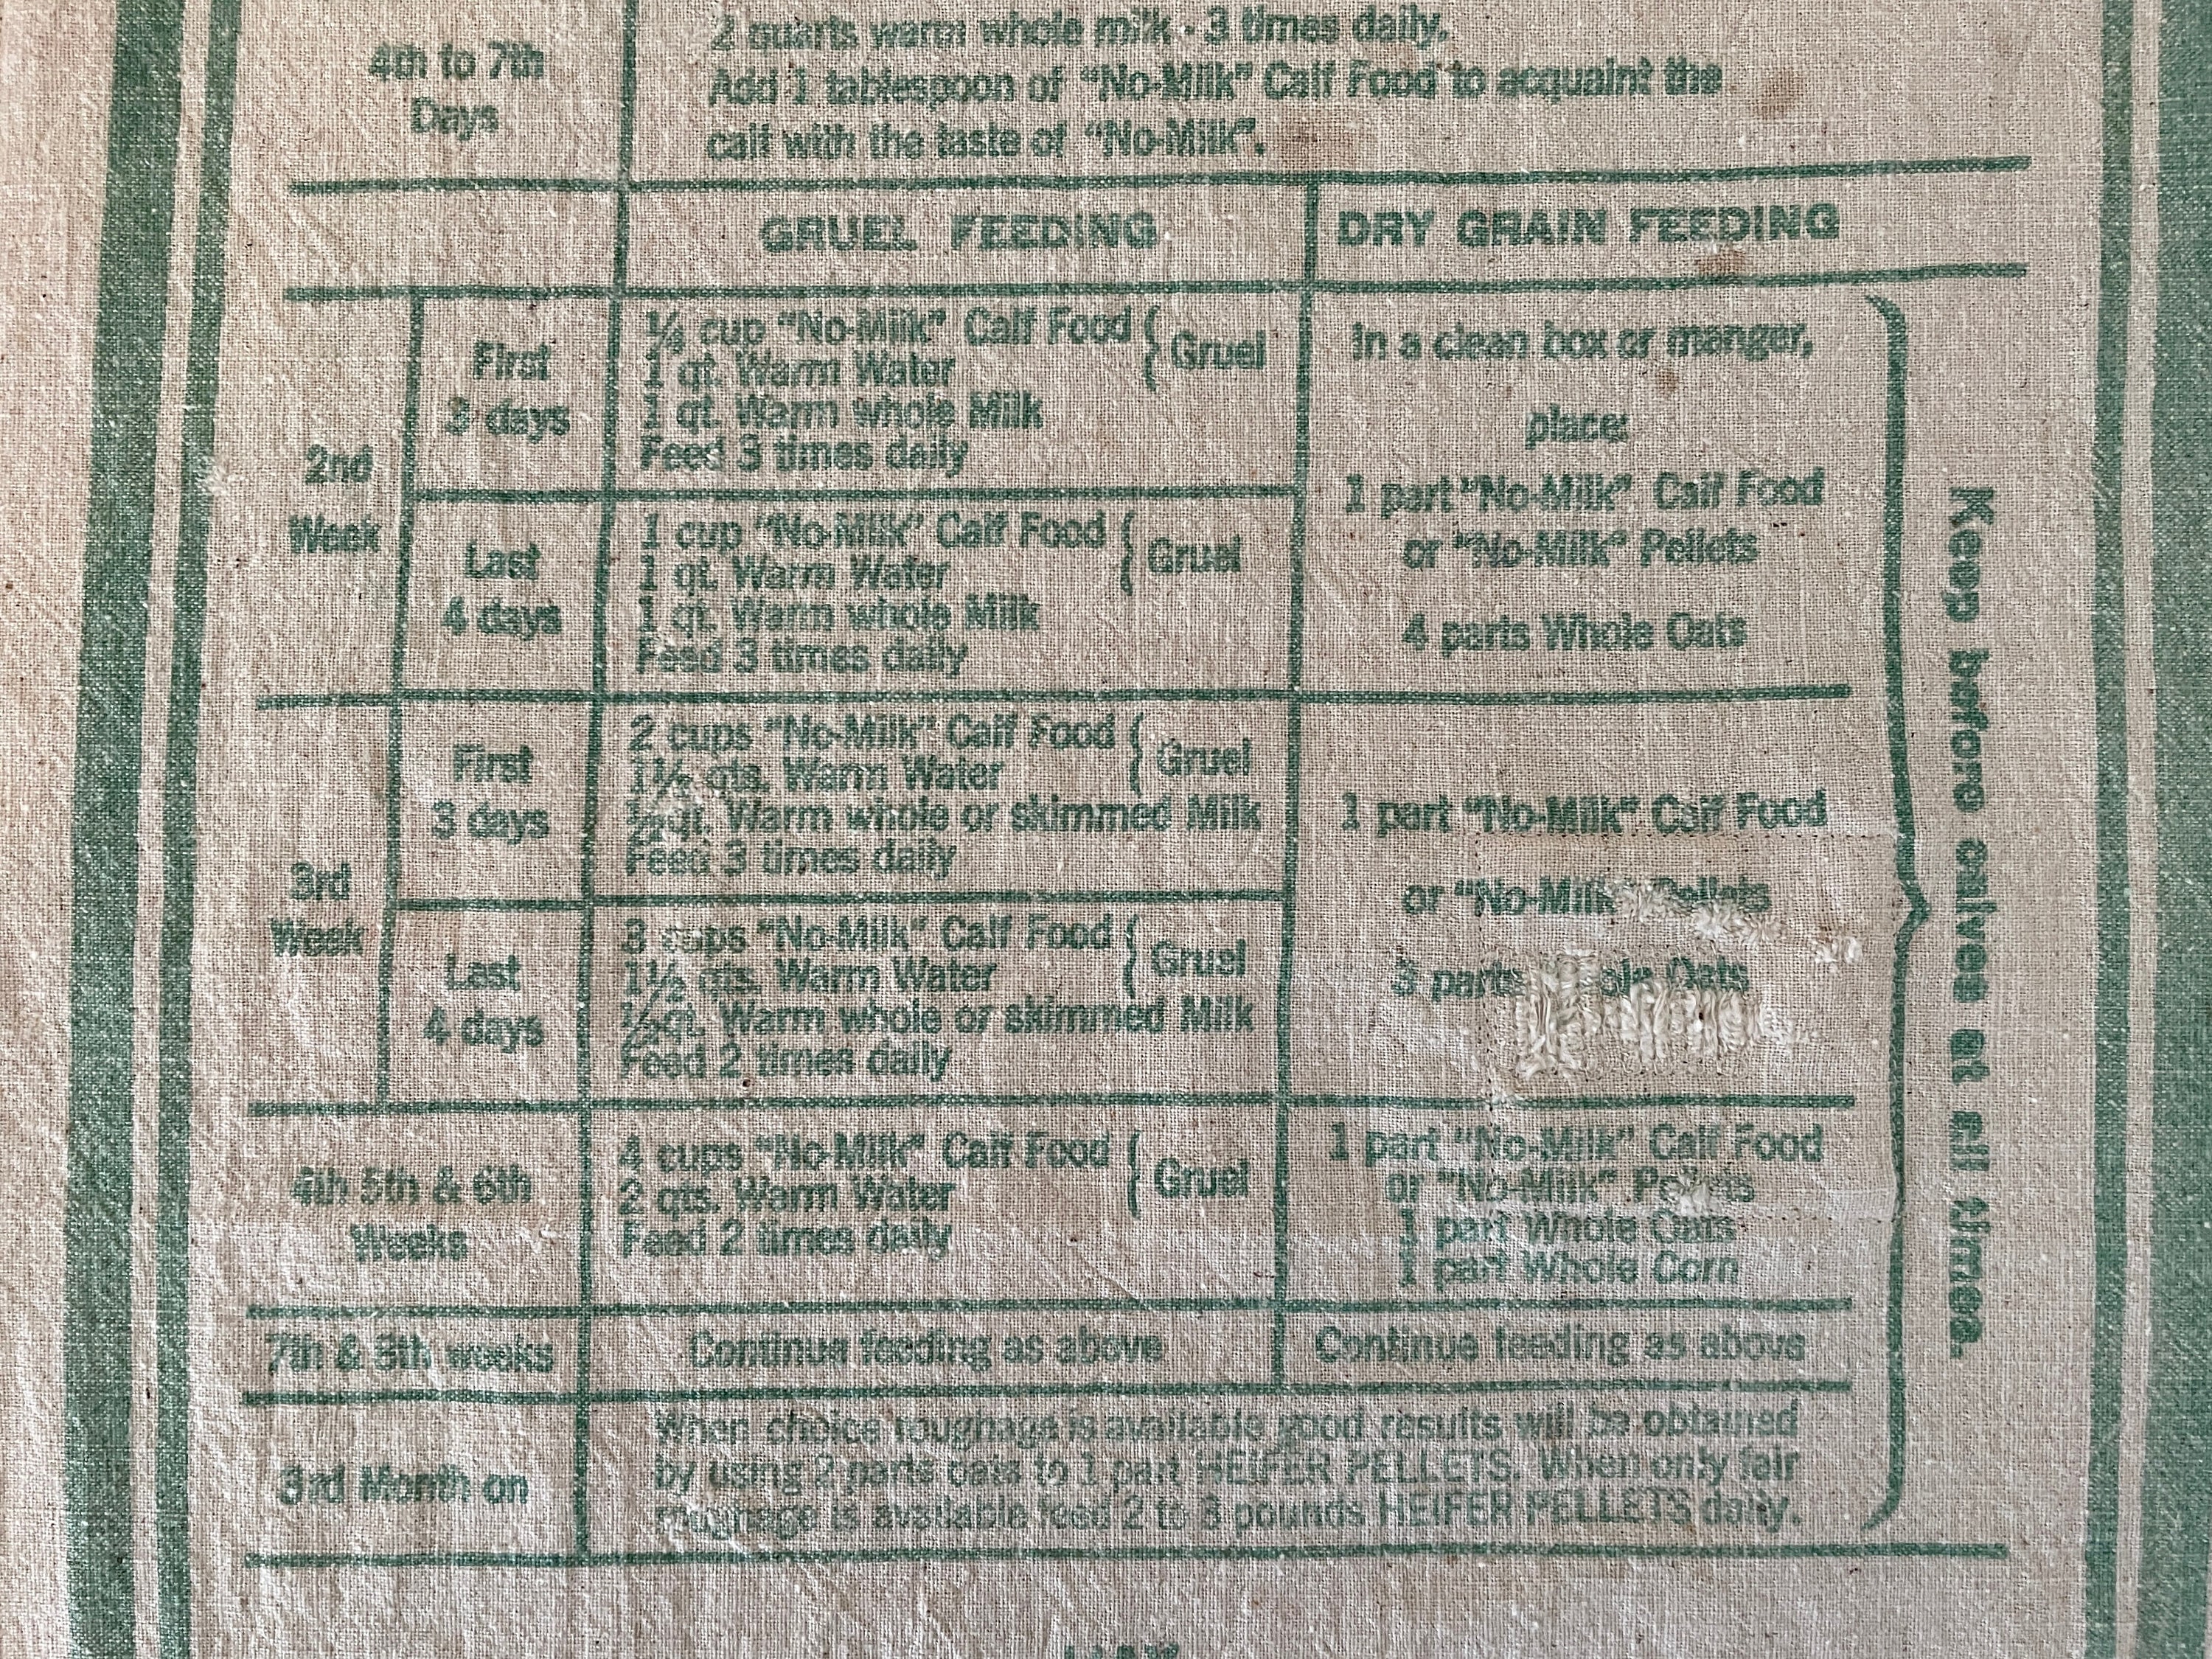 2 quarts warm whole milk - 3 times daily.
4th to 7th
Days
Add 1 tablespoon of "No-Milk" Calf Food to acquaint the
calf with the taste of "No-Milk".
GRUEL FEEDING
DRY GRAIN FEEDING
2nd
Week
First
3 days
cup "No-Milk" Calf Food
1 qt. Warm Water
Gruel
1 qt. Warm whole Milk
Feed 3 times daily
Last
4 days
1 cup "No-Milk" Calf Food
1 qt. Warm Water
Gruel
1 qt. Warm whole Milk
Feed 3 times daily
In a clean box or manger,
place:
1 part "No-Milk" Calf Food
or "No-Milk" Pellets
4 parts Whole Oats
3rd
Week
First
3 days
2 cups "No-Milk" Calf Food
1½ qts. Warm Water
Gruel
½ qt. Warm whole or skimmed Milk
Feed 3 times daily
Last
4 days
3 cups "No-Milk" Calf Food
1½ qts. Warm Water
Gruel
½ qt. Warm whole or skimmed Milk
Feed 2 times daily
1 part "No-Milk" Calf Food
or "No-Milk" Pellets
3 parts Oats
4th 5th & 6th
Weeks
4 cups "No-Milk" Calf Food
2 qts. Warm Water
Gruel
Feed 2 times daily
1 part "No-Milk" Calf Food
or "No-Milk" Pellets
1 part Whole Oats
1 part Whole Corn
7th & 8th weeks
Continue feeding as above
Continue feeding as above
3rd Month on
When choice roughage is available good results will be obtained
by using 2 parts oats to 1 part HEIFER PELLETS. When only fair
roughage is available feed 2 to 3 pounds HEIFER PELLETS daily.
Keep before calves at all times.